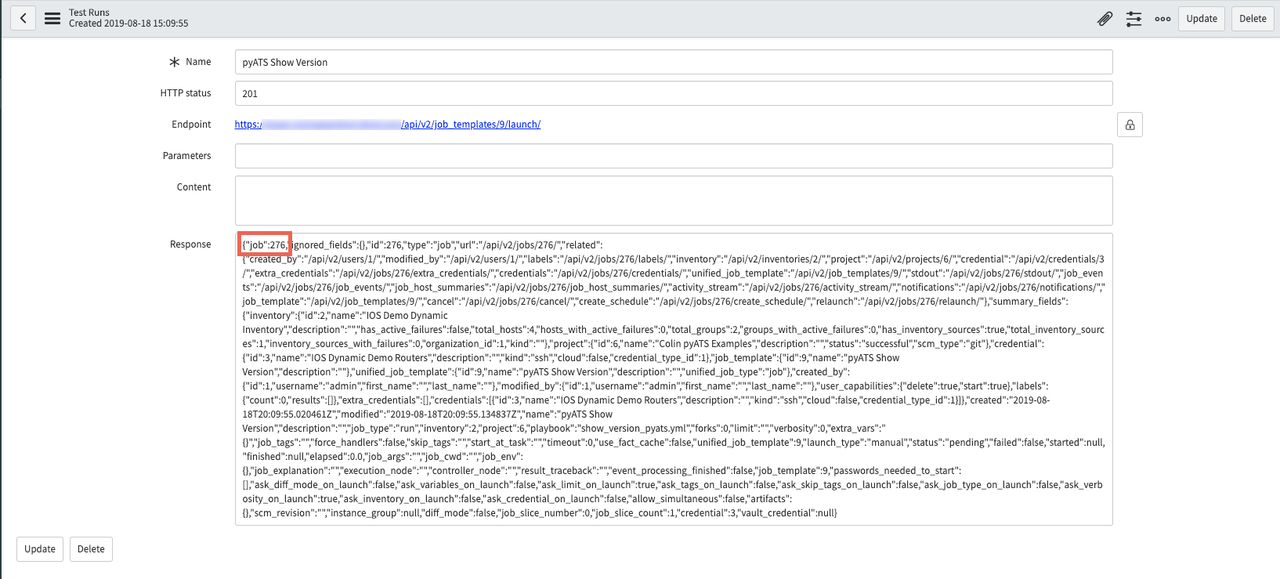 Test Runs
Created 2019-08-18 15:09:55
Update
Delete
Name
pyATS Show Version
HTTP status
201
Endpoint
https:/ /api/v2/job_templates/9/launch/
Parameters
Content
Response
{"job":276,"ignored_fields":{},"id":276,"type":"job","url":"/api/v2/jobs/276/","related":
{"created_by":"/api/v2/users/1/","modified_by":"/api/v2/users/1/","labels":"/api/v2/jobs/276/labels/","inventory":"/api/v2/inventories/2/","project":"/api/v2/projects/6/","credential":"/api/v2/credentials/3
/","extra_credentials":"/api/v2/jobs/276/extra_credentials/","credentials":"/api/v2/jobs/276/credentials/","unified_job_template":"/api/v2/job_templates/9/","stdout":"/api/v2/jobs/276/stdout/","job_even
ts":"/api/v2/jobs/276/job_events/","job_host_summaries":"/api/v2/jobs/276/job_host_summaries/","activity_stream":"/api/v2/jobs/276/activity_stream/","notifications":"/api/v2/jobs/276/notifications/","
job_template":"/api/v2/job_templates/9/","cancel":"/api/v2/jobs/276/cancel/","create_schedule":"/api/v2/jobs/276/create_schedule/","relaunch":"/api/v2/jobs/276/relaunch/"},"summary_fields":
{"inventory":{"id":2,"name":"IOS Demo Dynamic
Inventory","description":"","has_active_failures":false,"total_hosts":4,"hosts_with_active_failures":0,"total_groups":2,"groups_with_active_failures":0,"has_inventory_sources":true,"total_inventory_sourc
es":1,"inventory_sources_with_failures":0,"organization_id":1,"kind":""},"project":{"id":6,"name":"Colin pyATS Examples","description":"","status":"successful","scm_type":"git"},"credential":
{"id":3,"name":"IOS Dynamic Demo Routers","description":"","kind":"ssh","cloud":false,"credential_type_id":1},"job_template":{"id":9,"name":"pyATS Show
Version","description":""},"unified_job_template":{"id":9,"name":"pyATS Show Version","description":"","unified_job_type":"job"},"created_by":
{"id":1,"username":"admin","first_name":"","last_name":""},"modified_by":{"id":1,"username":"admin","first_name":"","last_name":""},"user_capabilities":{"delete":true,"start":true},"labels":
{"count":0,"results":[]},"extra_credentials":[],"credentials":[{"id":3,"name":"IOS Dynamic Demo Routers","description":"","kind":"ssh","cloud":false,"credential_type_id":1}]},"created":"2019-08-
18T20:09:55.020461Z","modified":"2019-08-18T20:09:55.134837Z","name":"pyATS Show
Version","description":"","job_type":"run","inventory":2,"project":6,"playbook":"show_version_pyats.yml","forks":0,"limit":"","verbosity":0,"extra_vars":"
{}","job_tags":"","force_handlers":false,"skip_tags":"","start_at_task":"","timeout":0,"use_fact_cache":false,"unified_job_template":9,"launch_type":"manual","status":"pending","failed":false,"started":null,
"finished":null,"elapsed":0.0,"job_args":"","job_cwd":"","job_env":
{},"job_explanation":"","execution_node":"","controller_node":"","result_traceback":"","event_processing_finished":false,"job_template":9,"passwords_needed_to_start":
[],"ask_diff_mode_on_launch":false,"ask_variables_on_launch":false,"ask_limit_on_launch":true,"ask_tags_on_launch":false,"ask_skip_tags_on_launch":false,"ask_job_type_on_launch":false,"ask_verb
osity_on_launch":true,"ask_inventory_on_launch":false,"ask_credential_on_launch":false,"allow_simultaneous":false,"artifacts":
{},"scm_revision":"","instance_group":null,"diff_mode":false,"job_slice_number":0,"job_slice_count":1,"credential":3,"vault_credential":null}
Update
Delete